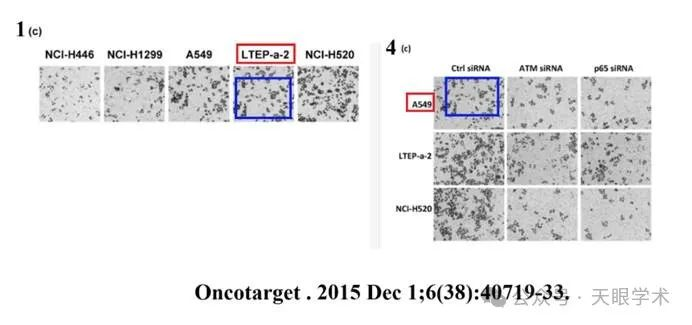 1 (c)
NCI-H446 NCI-H1299 A549 LTEP-a-2 NCI-H520
4 (c)
Ctrl siRNA ATM siRNA p65 siRNA
A549
LTEP-a-2
NCI-H520
Oncotarget . 2015 Dec 1;6(38):40719-33.
公众号 · 天眼学术